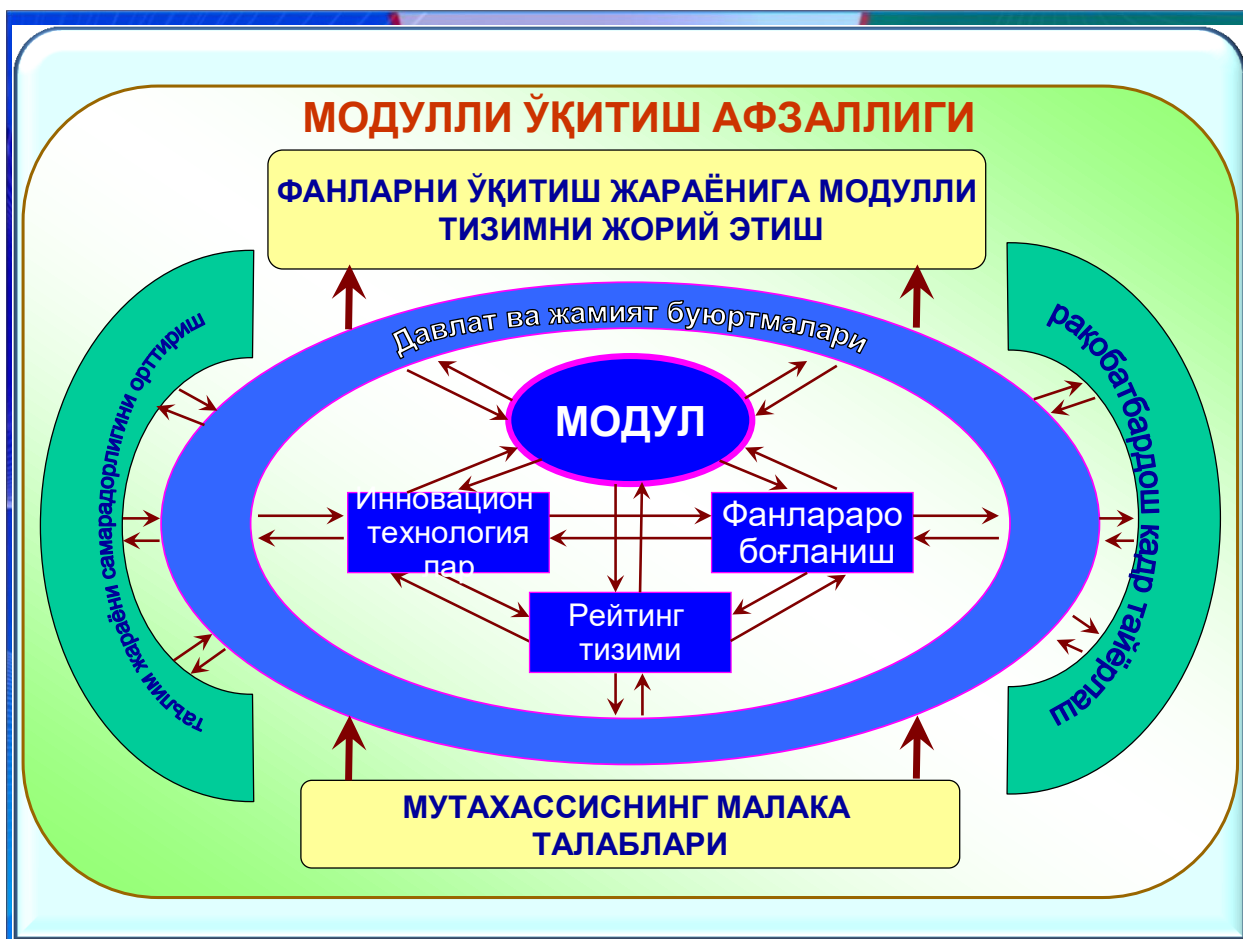 МОДУЛЛИ ЎҚИТИШ АФЗАЛЛИГИ
ФАНЛАРНИ ЎҚИТИШ ЖАРАЁНИГА МОДУЛЛИ
ТИЗИМНИ ЖОРИЙ ЭТИШ
Давлат ва жамият буюртмалари
таълим жараёни самарадорлигини орттириш
рақобатбардош кадр тайёрлаш
МОДУЛ
Инновацион
технология
лар
Фанлараро
боғланиш
Рейтинг
тизими
МУТАХАССИСНИНГ МАЛАКА
ТАЛАБЛАРИ